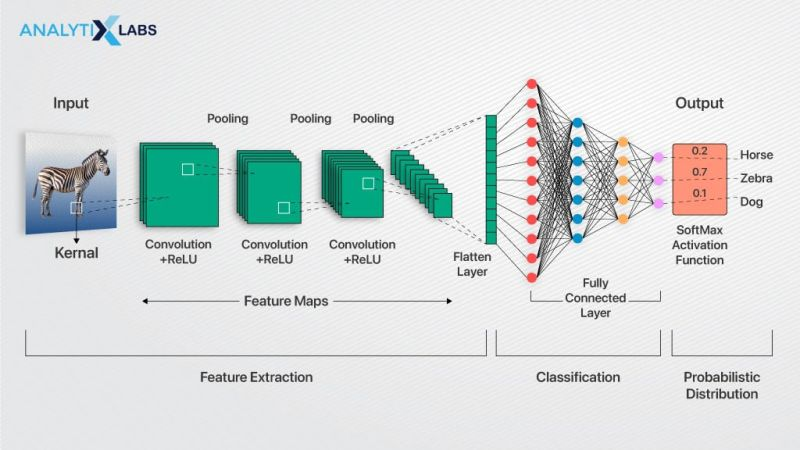 ANALYTIX LABS
Input
Pooling
Pooling
Pooling
Output
0.2
Horse
0.7
Zebra
0.1
Dog
Kernal
Convolution
+ReLU
Convolution
+ReLU
Convolution
+ReLU
Flatten
Layer
SoftMax
Activation
Function
Feature Maps
Fully
Connected
Layer
Feature Extraction
Classification
Probabilistic
Distribution